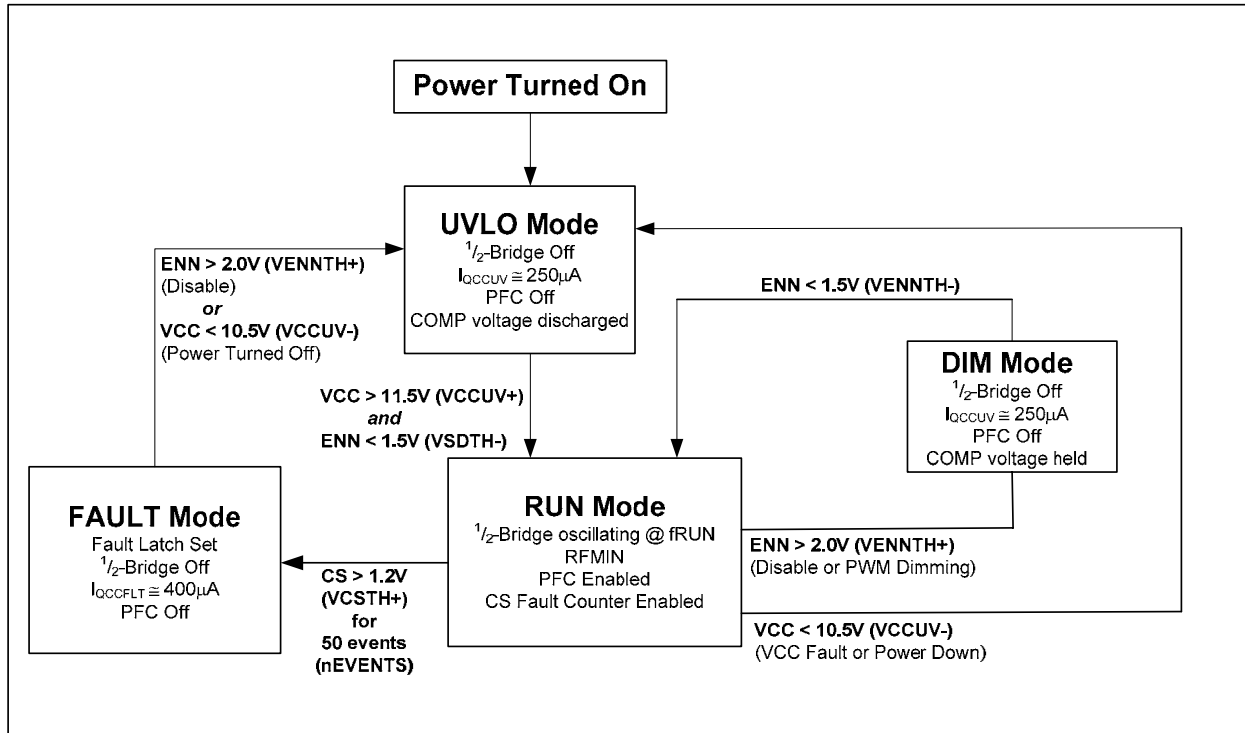 Power Turned On
UVLO Mode
1/2-Bridge Off
IQCCUV ≅ 250µA
PFC Off
COMP voltage discharged
ENN > 2.0V (VENNTH+)
(Disable)
or
VCC < 10.5V (VCCUV-)
(Power Turned Off)
VCC > 11.5V (VCCUV+)
and
ENN < 1.5V (VSDTH-)
ENN < 1.5V (VENNTH-)
DIM Mode
1/2-Bridge Off
IQCCUV ≅ 250µA
PFC Off
COMP voltage held
FAULT Mode
Fault Latch Set
1/2-Bridge Off
IQCCFLT ≅ 400µA
PFC Off
CS > 1.2V
(VCSTH+)
for
50 events
(nEVENTS)
RUN Mode
1/2-Bridge oscillating @ fRUN
RFMIN
PFC Enabled
CS Fault Counter Enabled
ENN > 2.0V (VENNTH+)
(Disable or PWM Dimming)
VCC < 10.5V (VCCUV-)
(VCC Fault or Power Down)